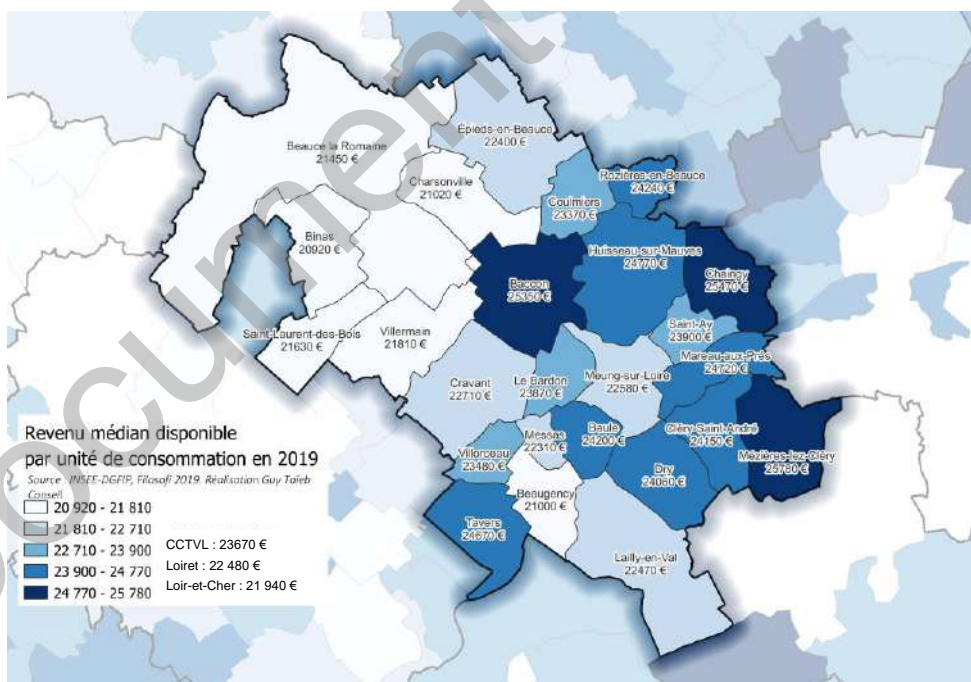 Document
Épieds-en-Beauce
22400 €
Beauce la Romaine
21450 €
Rozières-en-Beauce
24240 €
Charsonville
21020 €
Coulmiers
23370 €
Binas
20920 €
Huisseau-sur-Mauves
24770 €
Chaingy
25470 €
Baccon
25350 €
Saint-Ay
23900 €
Saint-Laurent-des-Bois
21630 €
Villermain
21810 €
Mareau-aux-Prés
24720 €
Cravant
22710 €
Le Bardon
23870 €
Meung-sur-Loire
22580 €
Messas
22310 €
Baule
24200 €
Cléry-Saint-André
24150 €
Villorceau
23480 €
Mézières-lez-Cléry
25780 €
Dry
24060 €
Beaugency
21000 €
Tavers
24670 €
Lailly-en-Val
22470 €
Revenu médian disponible
par unité de consommation en 2019
Source : INSEE-DGFIP, Filosofi 2019. Réalisation Guy Taïeb
Conseil
20 920 - 21 810
21 810 - 22 710
22 710 - 23 900
23 900 - 24 770
24 770 - 25 780
CCTVL : 23670 €
Loiret : 22 480 €
Loir-et-Cher : 21 940 €